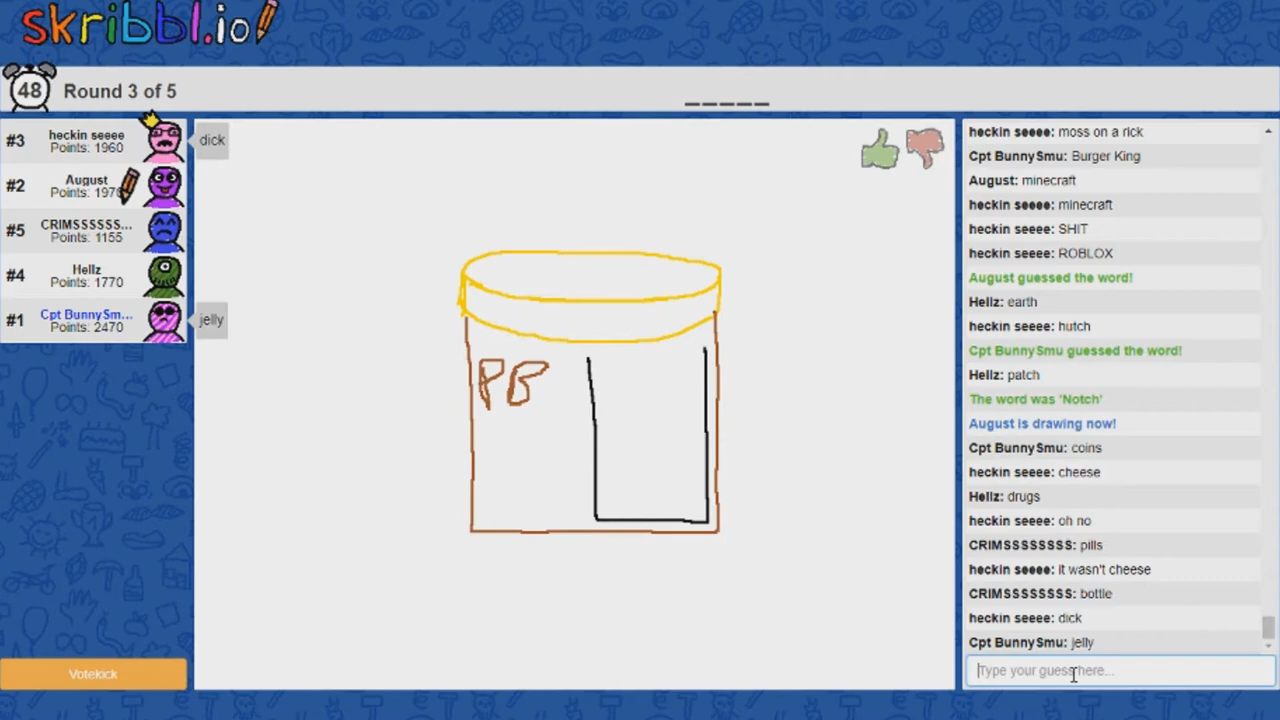 skribbl.io
48
Round 3 of 5
_____
#3
heckin seeee
Points: 1960
dick
#2
August
Points: 1970
#5
CRIMSSSSSS...
Points: 1155
#4
Hellz
Points: 1770
#1
Cpt BunnySm...
Points: 2470
jelly
Votekick
PB
heckin seeee: moss on a rick
Cpt BunnySmu: Burger King
August: minecraft
heckin seeee: minecraft
heckin seeee: SHIT
heckin seeee: ROBLOX
August guessed the word!
Hellz: earth
heckin seeee: hutch
Cpt BunnySmu guessed the word!
Hellz: patch
The word was 'Notch'
August is drawing now!
Cpt BunnySmu: coins
heckin seeee: cheese
Hellz: drugs
heckin seeee: oh no
CRIMSSSSSSSS: pills
heckin seeee: it wasn't cheese
CRIMSSSSSSSS: bottle
heckin seeee: dick
Cpt BunnySmu: jelly
Type your guess here...